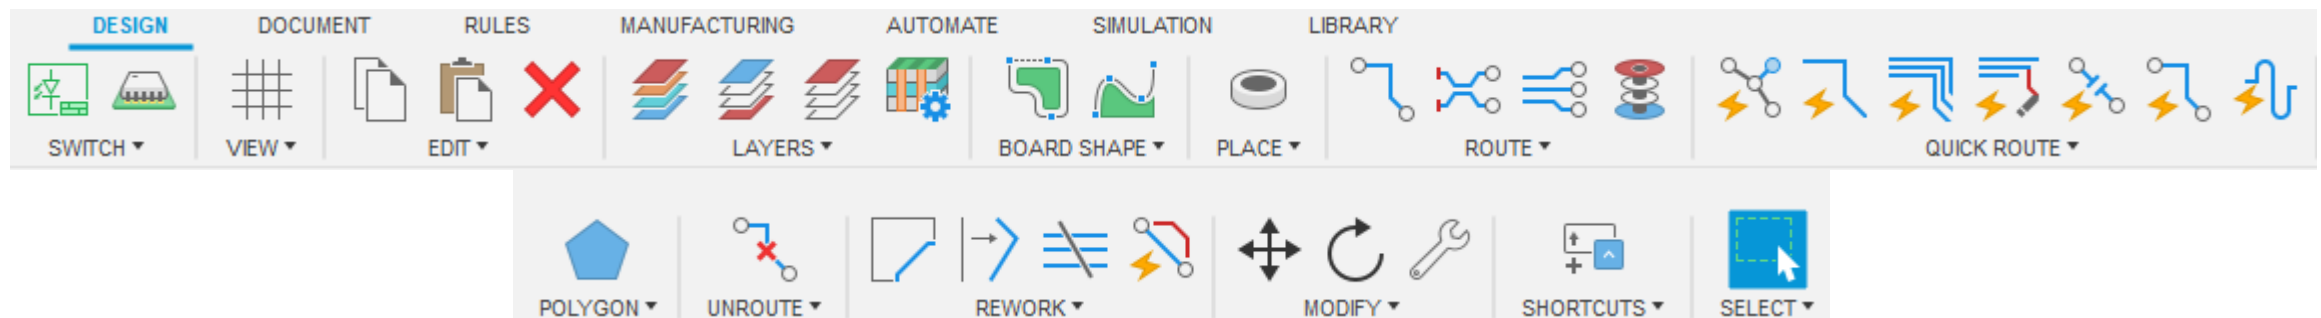 DESIGN DOCUMENT RULES MANUFACTURING AUTOMATE SIMULATION LIBRARY
SWITCH VIEW EDIT LAYERS BOARD SHAPE PLACE ROUTE QUICK ROUTE
POLYGON UNROUTE REWORK MODIFY SHORTCUTS SELECT